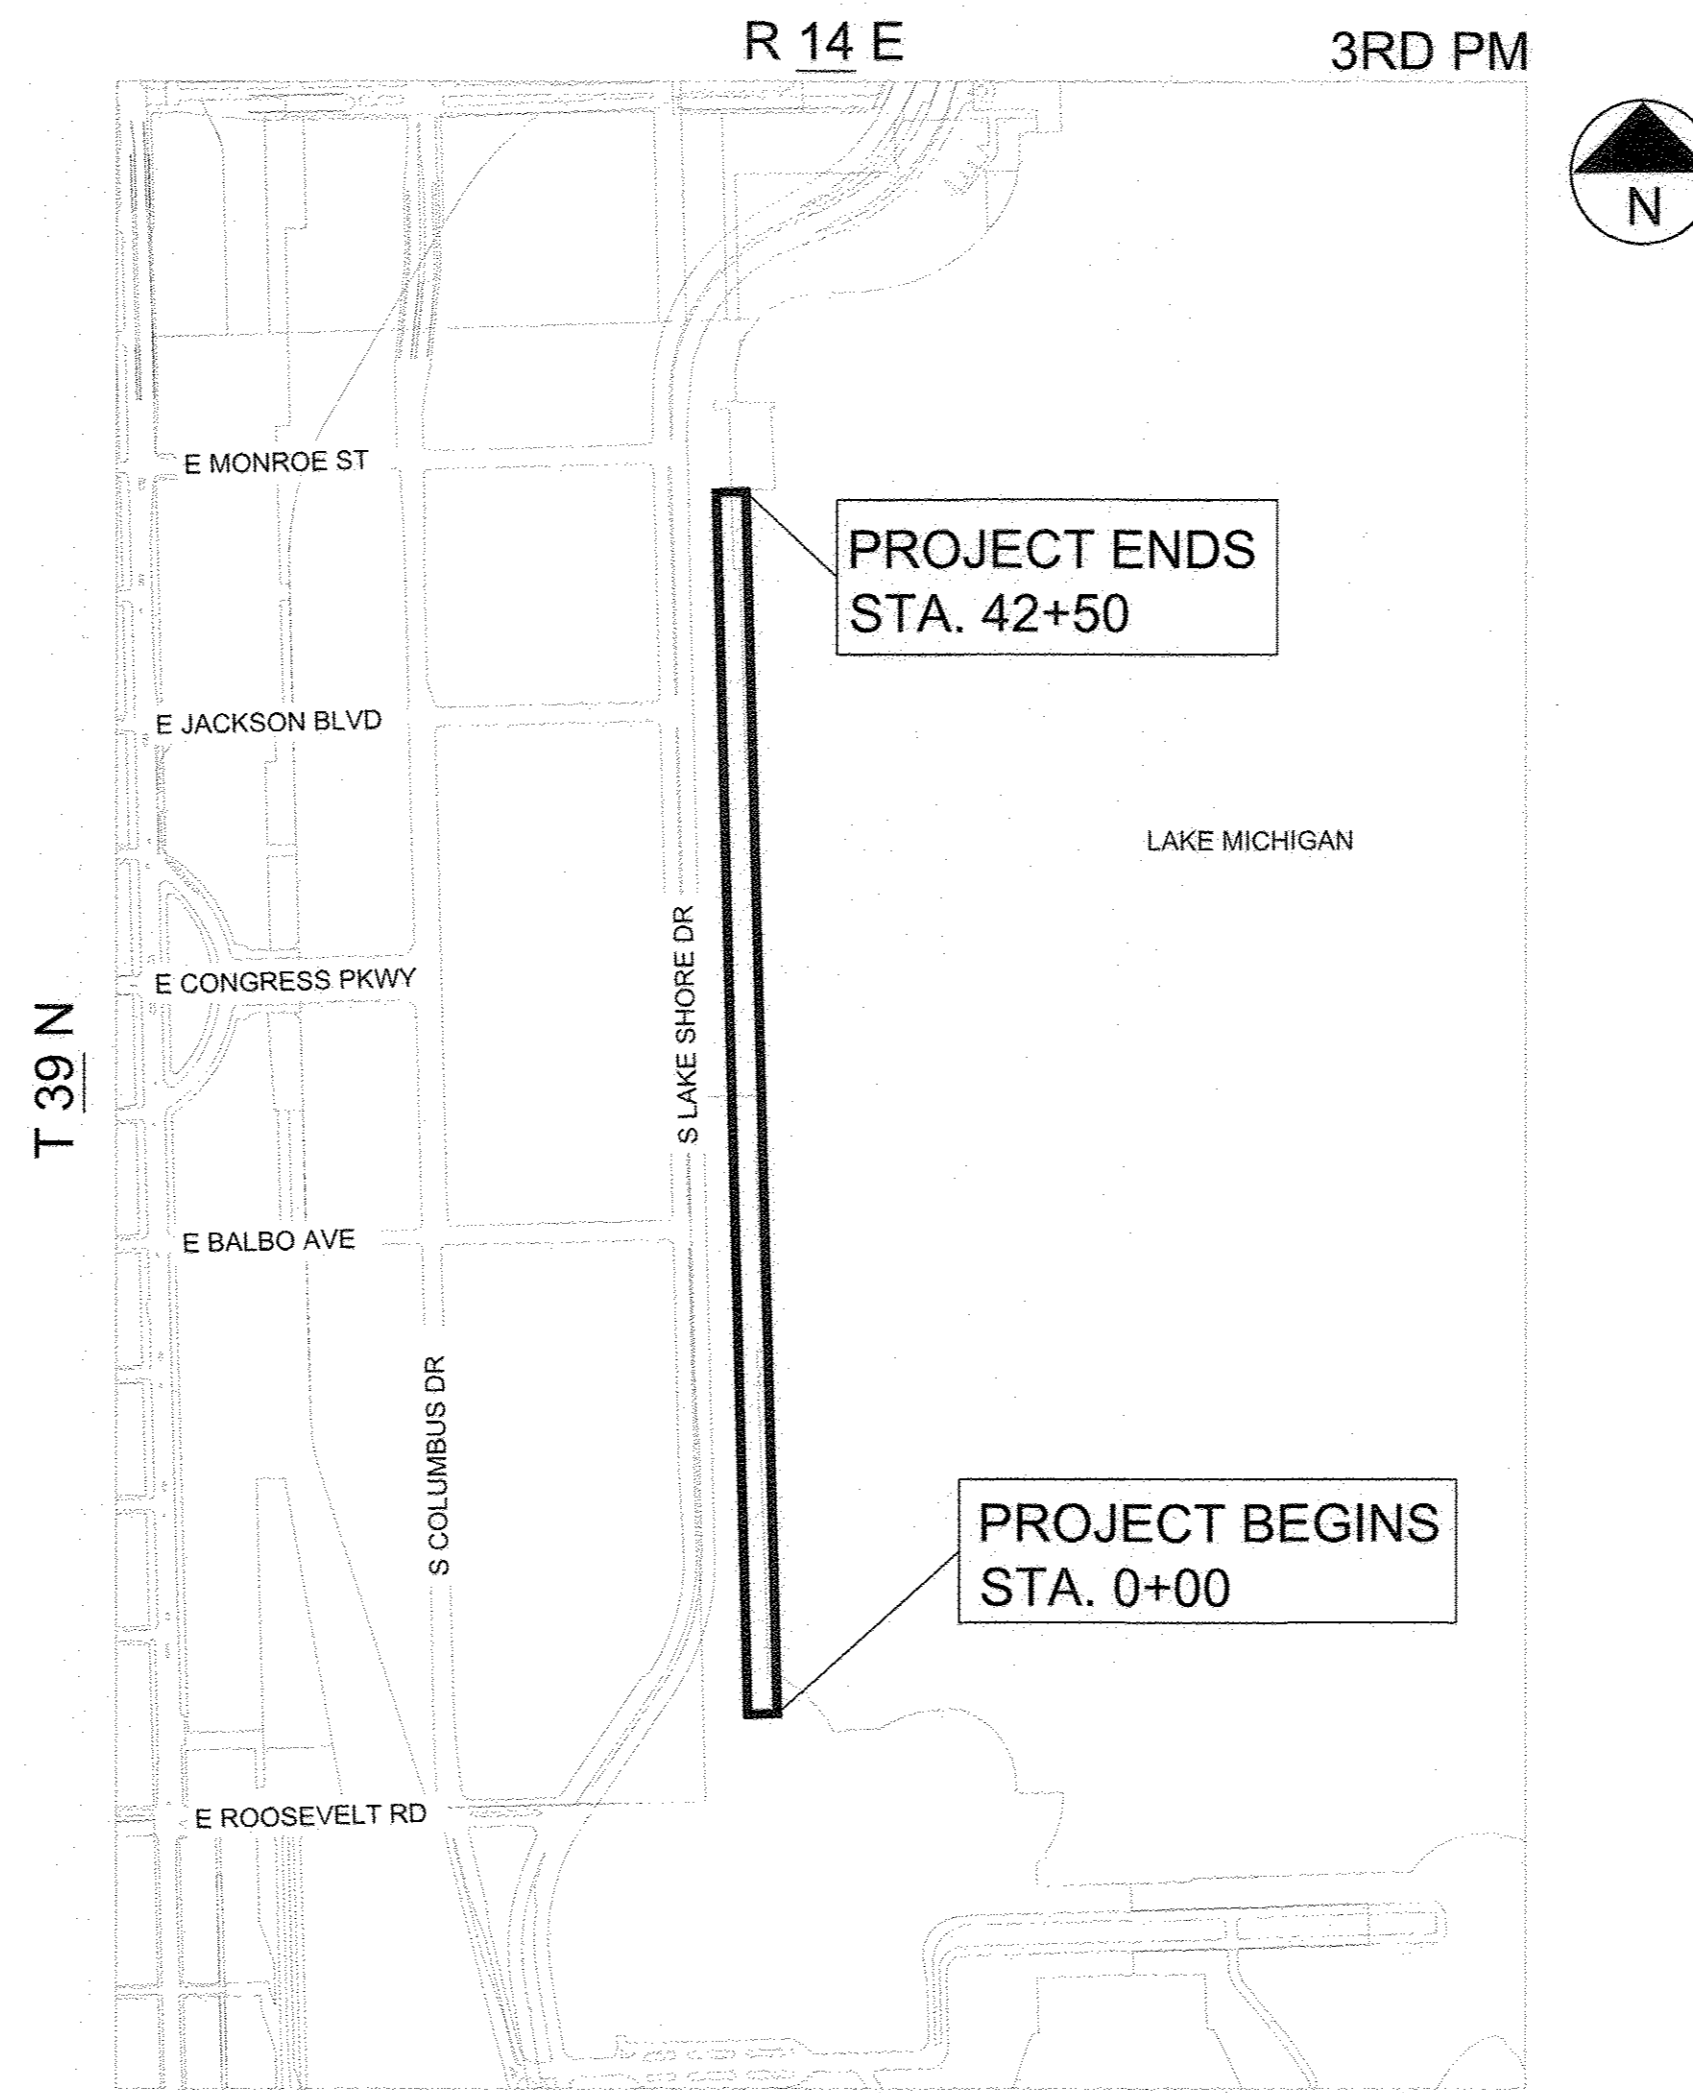 R 14 E
3RD PM
N
E MONROE ST
PROJECT ENDS
STA. 42+50
E JACKSON BLVD
LAKE MICHIGAN
S LAKE SHORE DR
E CONGRESS PKWY
T 39 N
E BALBO AVE
S COLUMBUS DR
PROJECT BEGINS
STA. 0+00
E ROOSEVELT RD